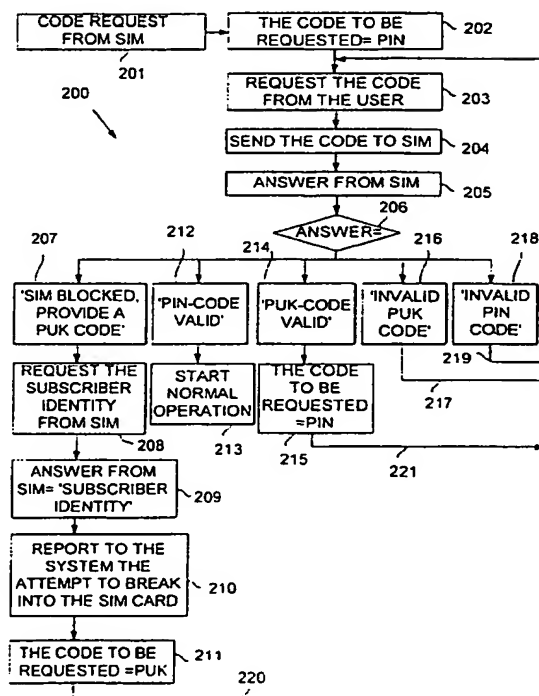 CODE REQUEST
FROM SIM
201
THE CODE TO BE
REQUESTED= PIN
202
200
REQUEST THE CODE
FROM THE USER
203
SEND THE CODE TO SIM
204
ANSWER FROM SIM
205
206
ANSWER=
207
212
214
216
218
'SIM BLOCKED,
PROVIDE A
PUK CODE'
'PIN-CODE
VALID'
'PUK-CODE
VALID'
'INVALID
PUK
CODE'
'INVALID
PIN
CODE'
219
217
REQUEST THE
SUBSCRIBER
IDENTITY
FROM SIM
208
START
NORMAL
OPERATION
213
THE CODE
TO BE
REQUESTED
=PIN
215
221
ANSWER FROM
SIM= 'SUBSCRIBER
IDENTITY'
209
REPORT TO THE
SYSTEM THE
ATTEMPT TO BREAK
INTO THE SIM CARD
210
THE CODE TO BE
REQUESTED =PUK
211
220